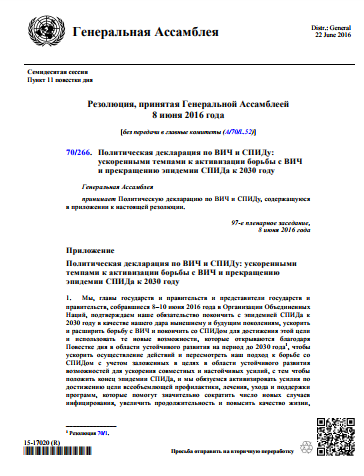 Генеральная Ассамблея
Distr.: General
22 June 2016
Семидесятая сессия
Пункт 11 повестки дня
Резолюция, принятая Генеральной Ассамблеей
8 июня 2016 года
[без передачи в главные комитеты (A/70/L.52)]
70/266. Политическая декларация по ВИЧ и СПИДу:
ускоренными темпами к активизации борьбы с ВИЧ
и прекращению эпидемии СПИДа к 2030 году
Генеральная Ассамблея
принимает Политическую декларацию по ВИЧ и СПИДу, содержащуюся
в приложении к настоящей резолюции.
97-е пленарное заседание,
8 июня 2016 года
Приложение
Политическая декларация по ВИЧ и СПИДу: ускоренными
темпами к активизации борьбы с ВИЧ и прекращению
эпидемии СПИДа к 2030 году
1. Мы, главы государств и правительств и представители государств и
правительств, собравшиеся 8–10 июня 2016 года в Организации Объединенных
Наций, подтверждаем наше обязательство покончить с эпидемией СПИДа к
2030 году в качестве нашего дара нынешнему и будущим поколениям, ускорить
и расширить борьбу с ВИЧ и покончить со СПИДом для достижения этой цели
и использовать те новые возможности, которые открываются благодаря
Повестке дня в области устойчивого развития на период до 2030 года¹, чтобы
ускорить осуществление действий и пересмотреть наш подход к борьбе со
СПИДом с учетом заложенных в целях в области устойчивого развития
возможностей для ускорения совместных и настойчивых усилий, с тем чтобы
положить конец эпидемии СПИДа, и мы обязуемся активизировать усилия по
достижению цели всеобъемлющей профилактики, лечения, ухода и поддержки
программ, которые помогут значительно сократить число новых случаев
инфицирования, увеличить продолжительность и повысить качество жизни,
¹ Резолюция 70/1.
15-17020 (R)
Просьба отправить на вторичную переработку